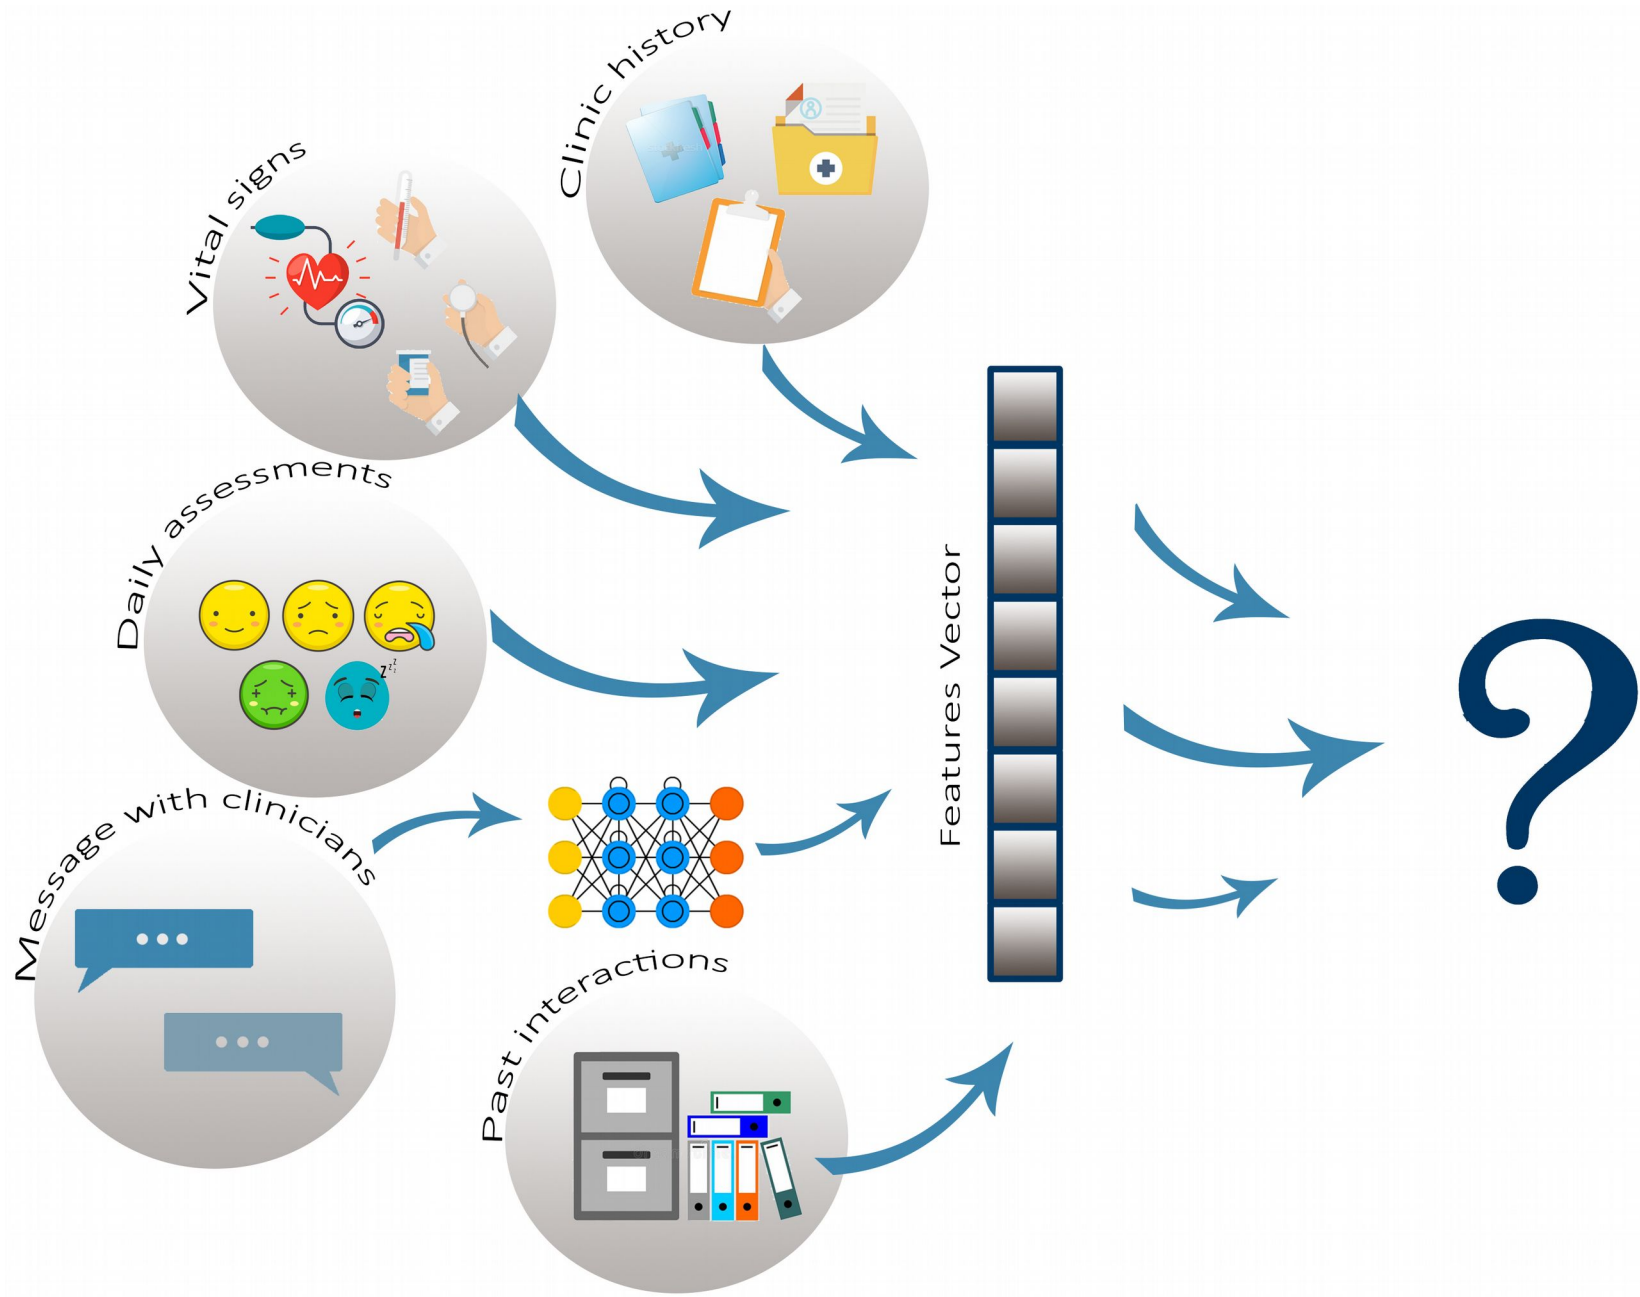 Clinic history
Vital signs
Daily assessments
z z z z
Features Vector
Message with clinicians
Past interactions
?